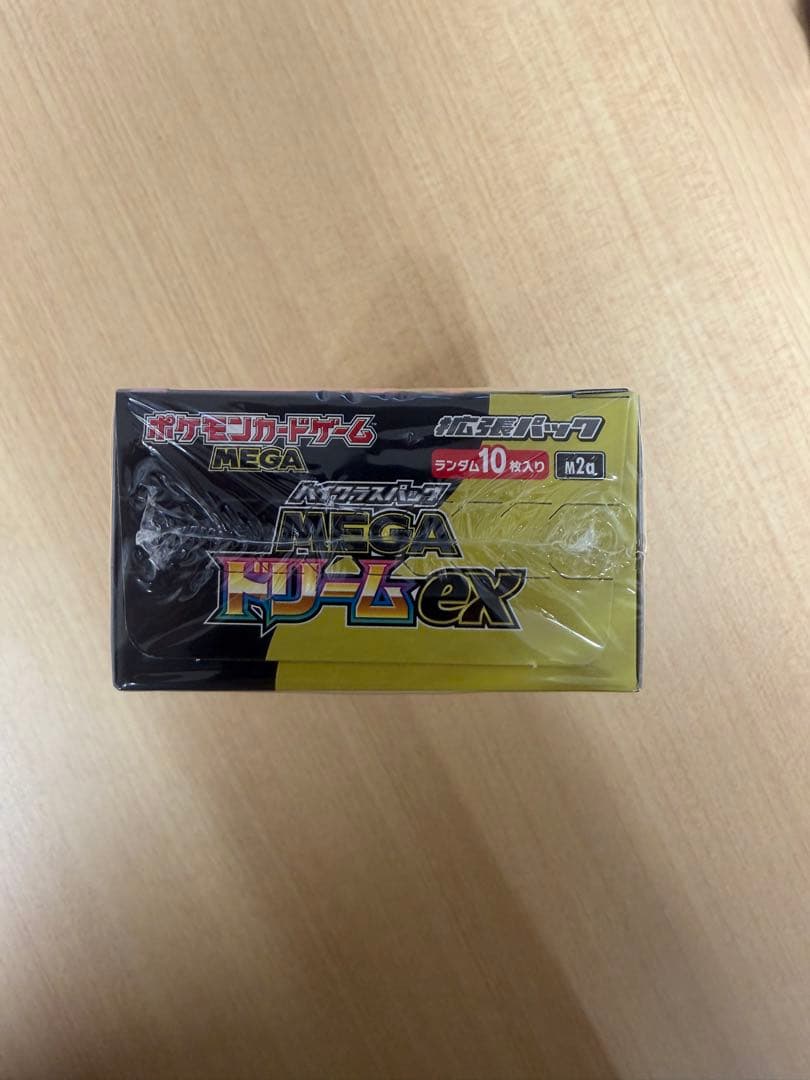 ポケモンカードゲーム
MEGA
拡張パック
ランダム10枚入り
M2a
ハイクラスパック
MEGA
ドリームex